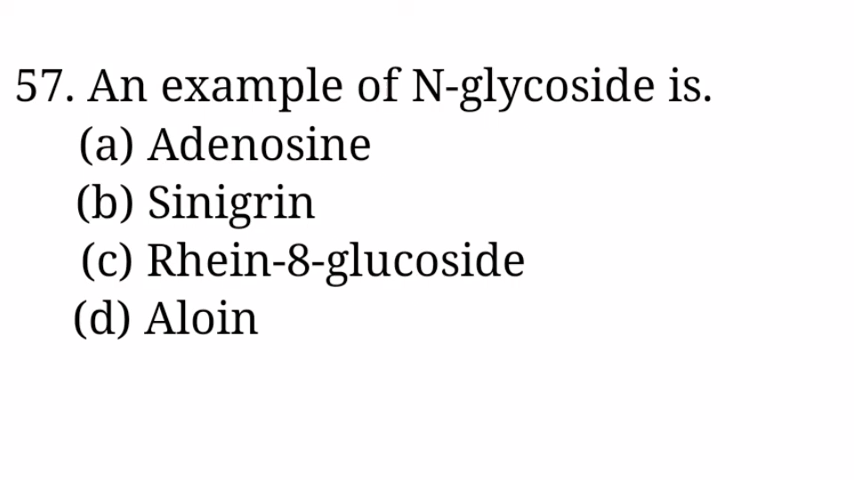 57. An example of N-glycoside is.
(a) Adenosine
(b) Sinigrin
(c) Rhein-8-glucoside
(d) Aloin